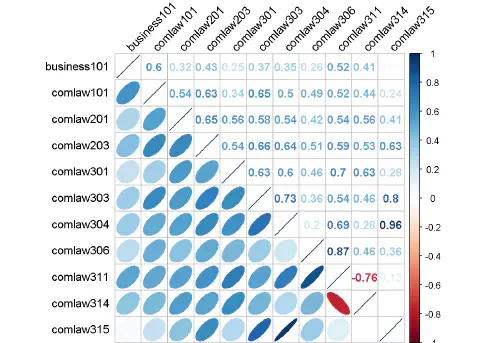 business101 comlaw101 comlaw201 comlaw203 comlaw301 comlaw303 comlaw304 comlaw306 comlaw311 comlaw314 comlaw315
business101 0.6 0.32 0.43 0.25 0.37 0.35 0.26 0.52 0.41
comlaw101 0.54 0.63 0.34 0.65 0.5 0.49 0.52 0.44 0.24
comlaw201 0.65 0.56 0.58 0.54 0.42 0.54 0.56 0.41
comlaw203 0.54 0.66 0.64 0.51 0.59 0.53 0.63
comlaw301 0.63 0.6 0.46 0.7 0.63 0.28
comlaw303 0.73 0.36 0.54 0.46 0.8
comlaw304 0.2 0.69 0.28 0.96
comlaw306 0.87 0.46 0.36
comlaw311 -0.76 0.13
comlaw314
comlaw315
1
0.8
0.6
0.4
0.2
0
-0.2
-0.4
-0.6
-0.8